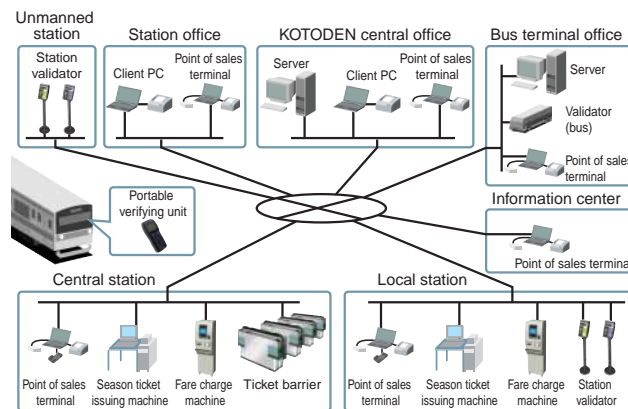 Unmanned
station
Station
validator
Station office
Client PC
Point of sales
terminal
KOTODEN central office
Server
Client PC
Point of sales
terminal
Bus terminal office
Server
Validator
(bus)
Point of sales
terminal
Portable
verifying unit
Information center
Point of sales terminal
Central station
Point of sales
terminal
Season ticket
issuing machine
Fare charge
machine
Ticket barrier
Local station
Point of sales
terminal
Season ticket
issuing machine
Fare charge
machine
Station
validator